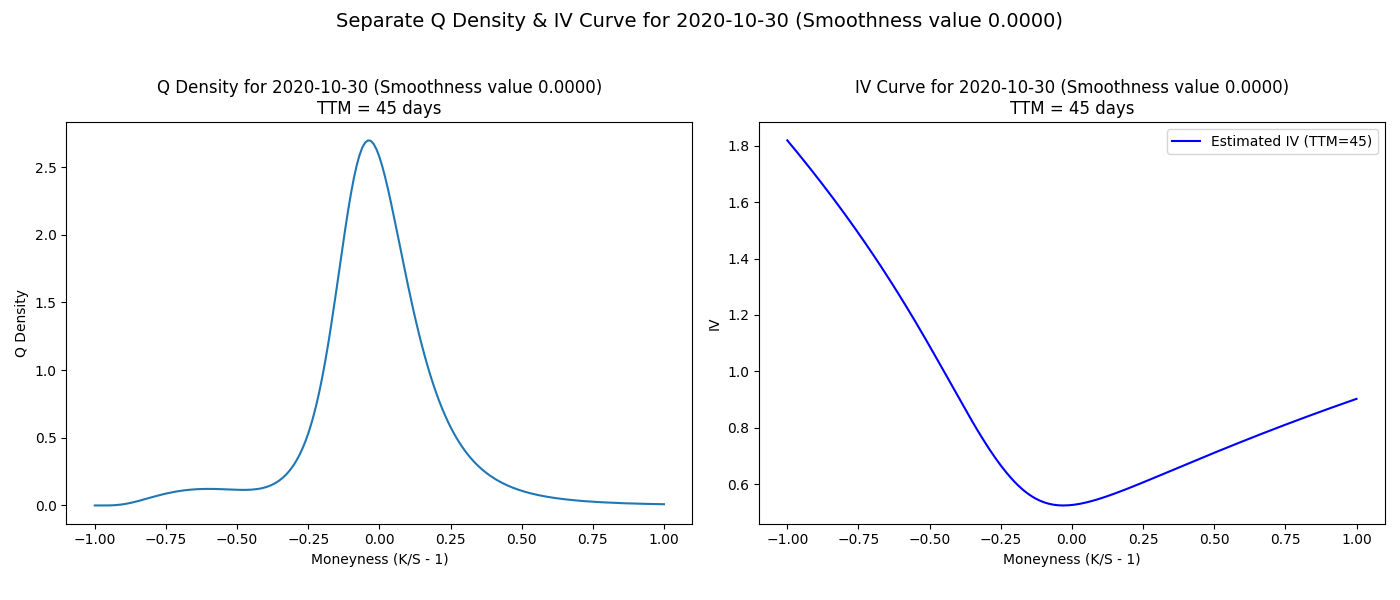 Separate Q Density & IV Curve for 2020-10-30 (Smoothness value 0.0000)
Q Density for 2020-10-30 (Smoothness value 0.0000)
TTM = 45 days
Q Density
2.5
2.0
1.5
1.0
0.5
0.0
−1.00 −0.75 −0.50 −0.25 0.00 0.25 0.50 0.75 1.00
Moneyness (K/S - 1)
IV Curve for 2020-10-30 (Smoothness value 0.0000)
TTM = 45 days
Estimated IV (TTM=45)
IV
1.8
1.6
1.4
1.2
1.0
0.8
0.6
−1.00 −0.75 −0.50 −0.25 0.00 0.25 0.50 0.75 1.00
Moneyness (K/S - 1)